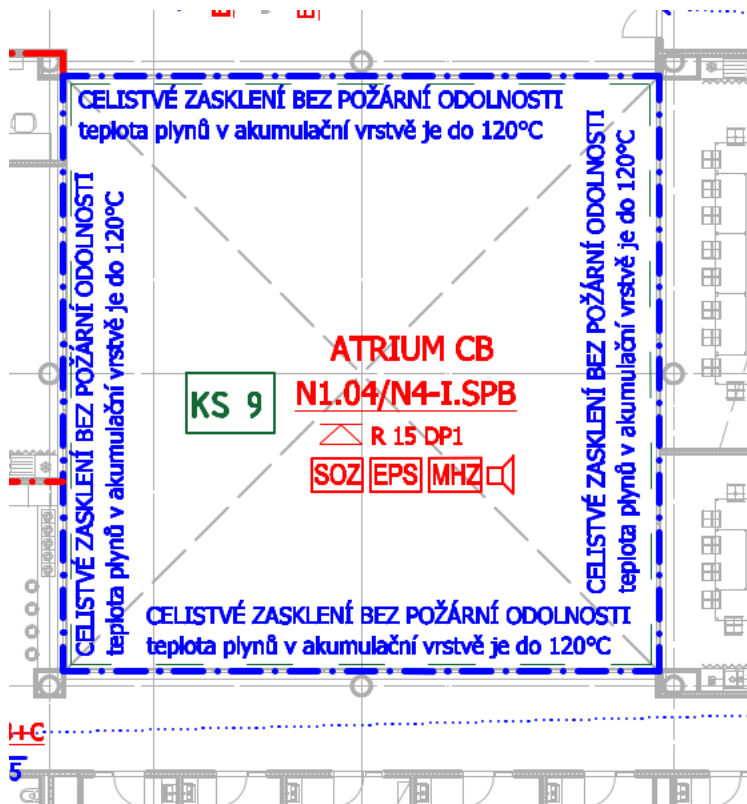 CELISTVÉ ZASKLENÍ BEZ POŽÁRNÍ ODOLNOSTI
teplota plynů v akumulační vrstvě je do 120°C
CELISTVÉ ZASKLENÍ BEZ POŽÁRNÍ ODOLNOSTI
teplota plynů v akumulační vrstvě je do 120°C
CELISTVÉ ZASKLENÍ BEZ POŽÁRNÍ ODOLNOSTI
teplota plynů v akumulační vrstvě je do 120°C
ATRIUM CB
KS 9
N1.04/N4-I.SPB
R 15 DP1
SOZ EPS MHZ
CELISTVÉ ZASKLENÍ BEZ POŽÁRNÍ ODOLNOSTI
teplota plynů v akumulační vrstvě je do 120°C